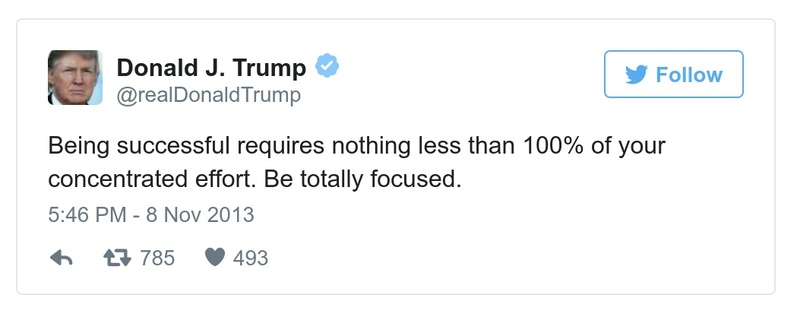 Donald J. Trump
@realDonaldTrump
Follow
Being successful requires nothing less than 100% of your
concentrated effort. Be totally focused.
5:46 PM - 8 Nov 2013
785 493